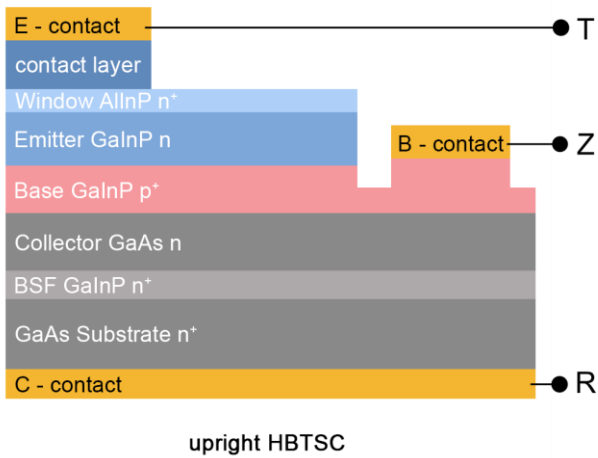 E - contact
T
contact layer
Window AlInP n⁺
Emitter GaInP n
B - contact
Z
Base GaInP p⁺
Collector GaAs n
BSF GaInP n⁺
GaAs Substrate n⁺
C - contact
R
upright HBTSC